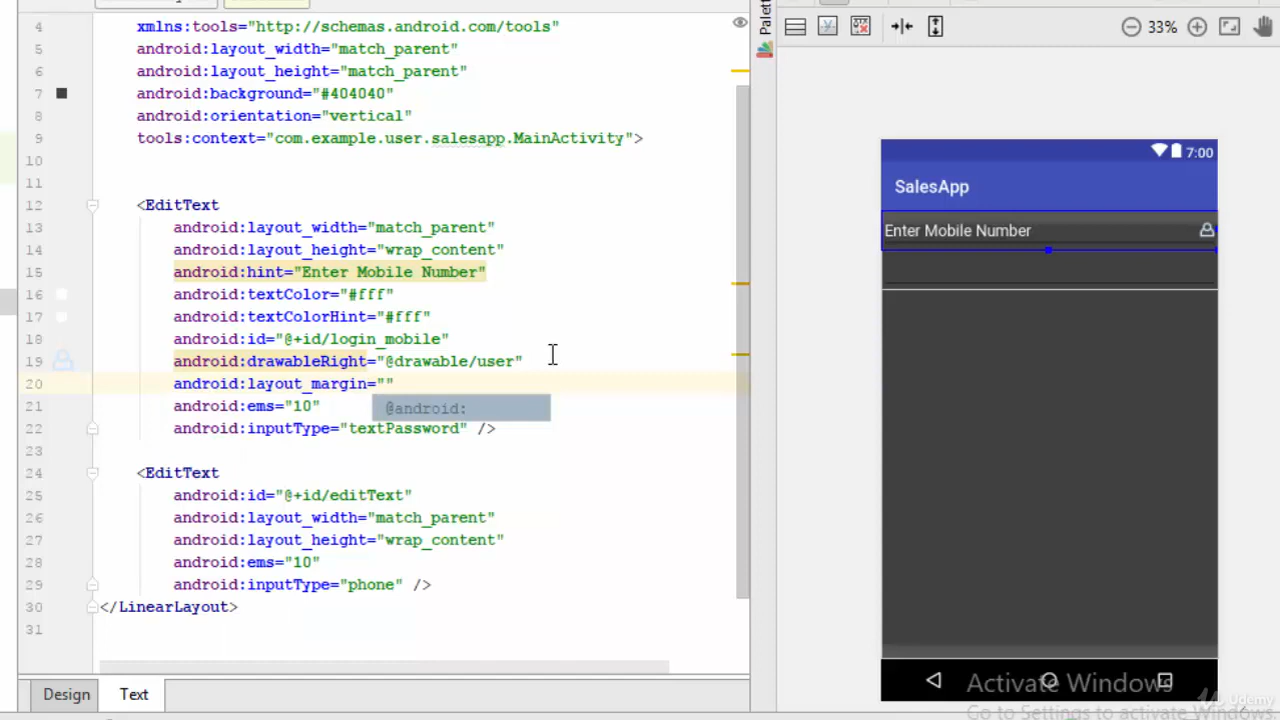 4 xmlns:tools="http://schemas.android.com/tools"
5 android:layout_width="match_parent"
6 android:layout_height="match_parent"
7 android:background="#404040"
8 android:orientation="vertical"
9 tools:context="com.example.user.salesapp.MainActivity">
10
11
12 <EditText
13 android:layout_width="match_parent"
14 android:layout_height="wrap_content"
15 android:hint="Enter Mobile Number"
16 android:textColor="#fff"
17 android:textColorHint="#fff"
18 android:id="@+id/login_mobile"
19 android:drawableRight="@drawable/user"
20 android:layout_margin=""
21 android:ems="10"
@android:
22 android:inputType="textPassword" />
23
24 <EditText
25 android:id="@+id/editText"
26 android:layout_width="match_parent"
27 android:layout_height="wrap_content"
28 android:ems="10"
29 android:inputType="phone" />
30 </LinearLayout>
31
Design Text
33%
7:00
SalesApp
Enter Mobile Number
Activate Windows
Go to Settings to activate Windows
Udemy